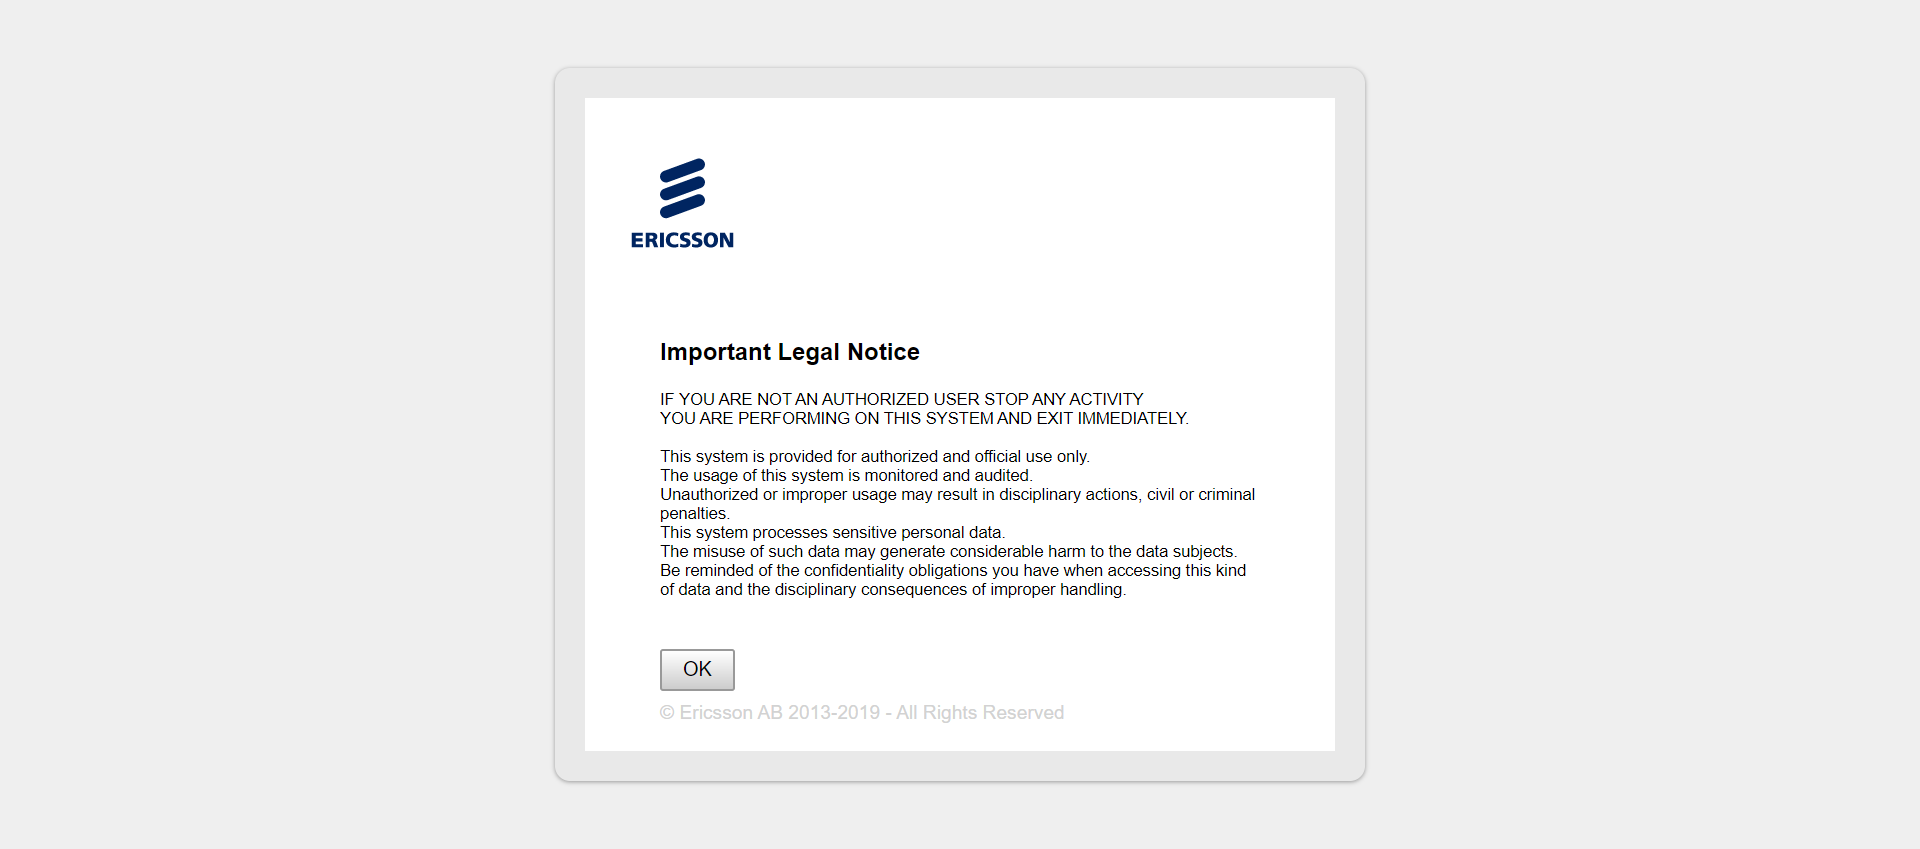 ERICSSON
Important Legal Notice
IF YOU ARE NOT AN AUTHORIZED USER STOP ANY ACTIVITY
YOU ARE PERFORMING ON THIS SYSTEM AND EXIT IMMEDIATELY.
This system is provided for authorized and official use only.
The usage of this system is monitored and audited.
Unauthorized or improper usage may result in disciplinary actions, civil or criminal
penalties.
This system processes sensitive personal data.
The misuse of such data may generate considerable harm to the data subjects.
Be reminded of the confidentiality obligations you have when accessing this kind
of data and the disciplinary consequences of improper handling.
OK
© Ericsson AB 2013-2019 - All Rights Reserved